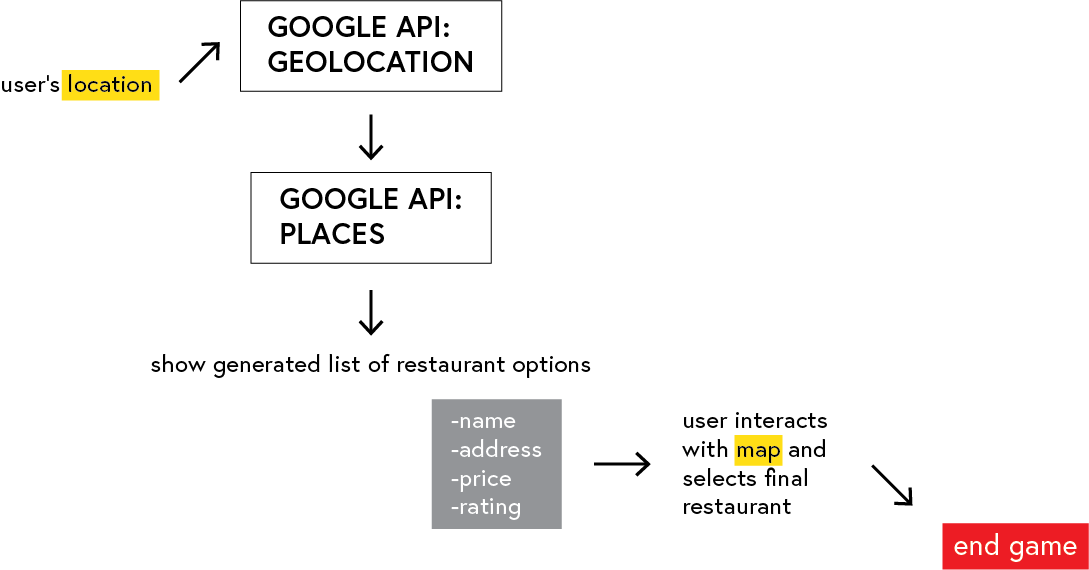 GOOGLE API:
GEOLOCATION
user's location
GOOGLE API:
PLACES
show generated list of restaurant options
-name
-address
-price
-rating
user interacts
with map and
selects final
restaurant
end game